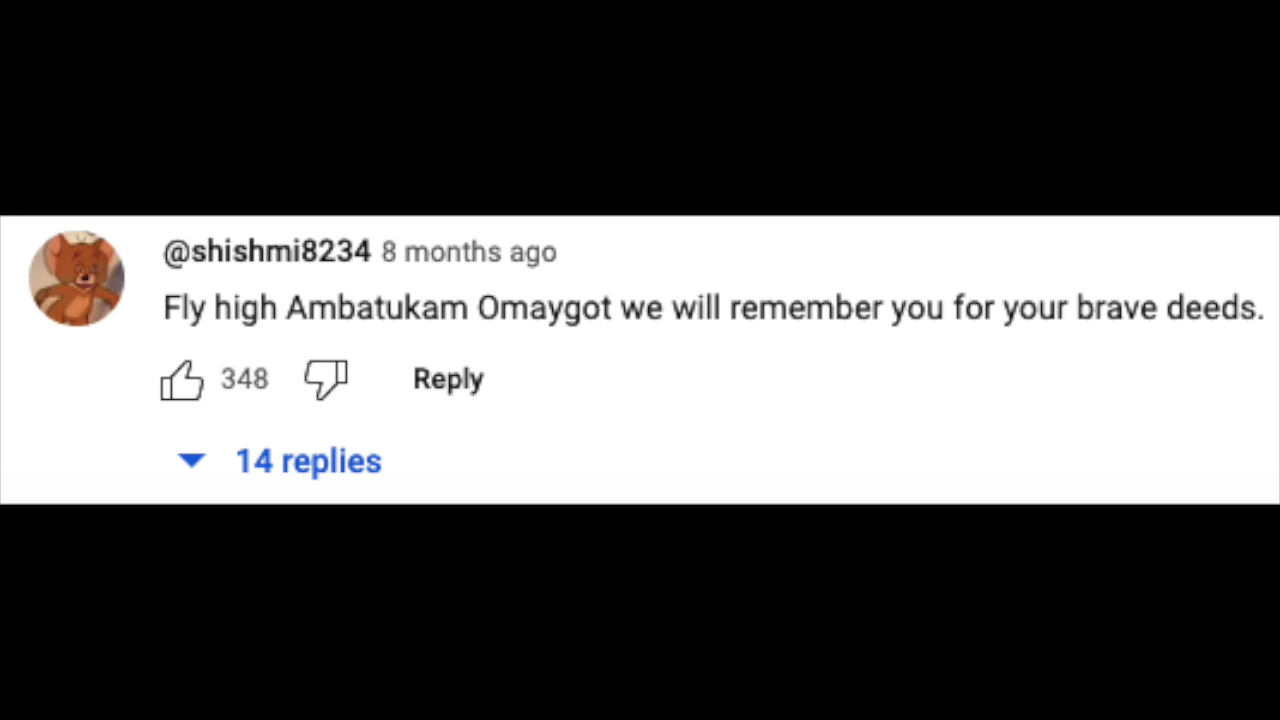 @shishmi8234 8 months ago
Fly high Ambatukam Omaygot we will remember you for your brave deeds.
348 Reply
14 replies